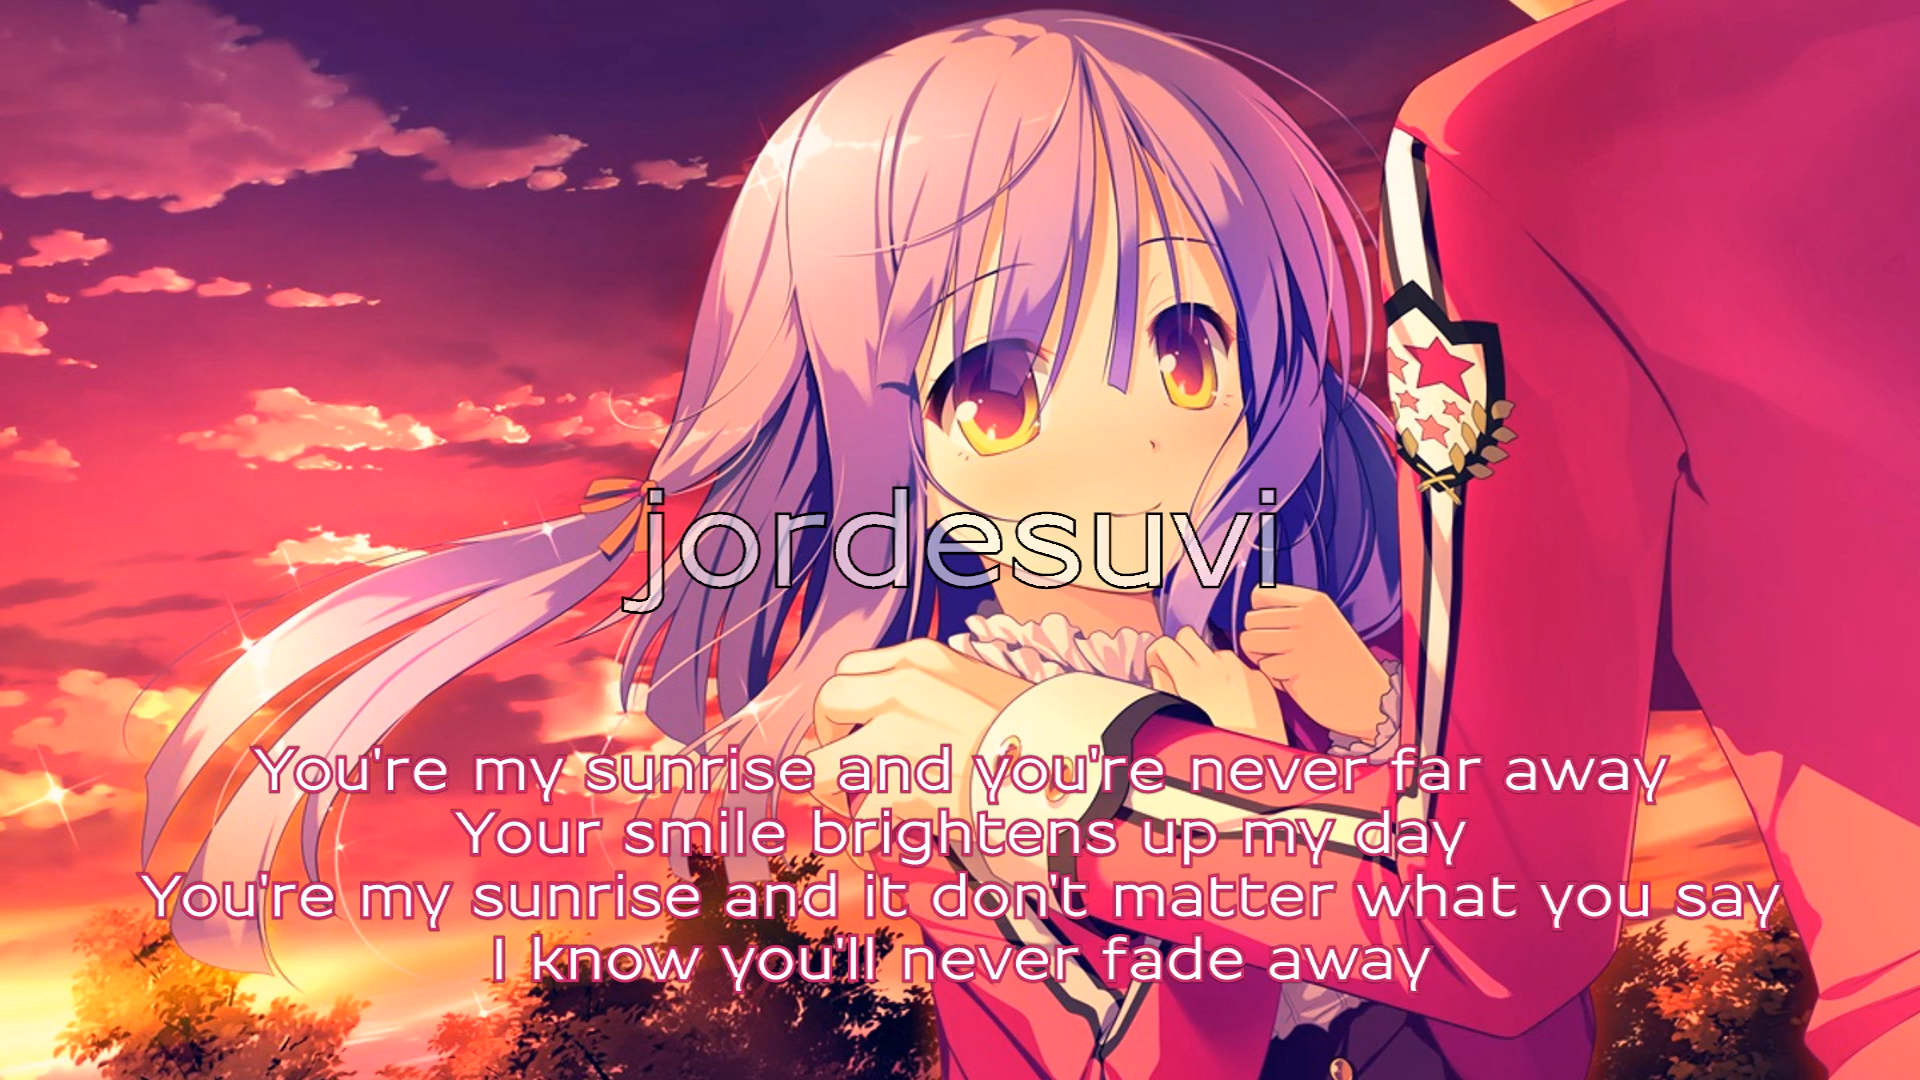 jordesuvi
You're my sunrise and you're never far away
Your smile brightens up my day
You're my sunrise and it don't matter what you say
I know you'll never fade away